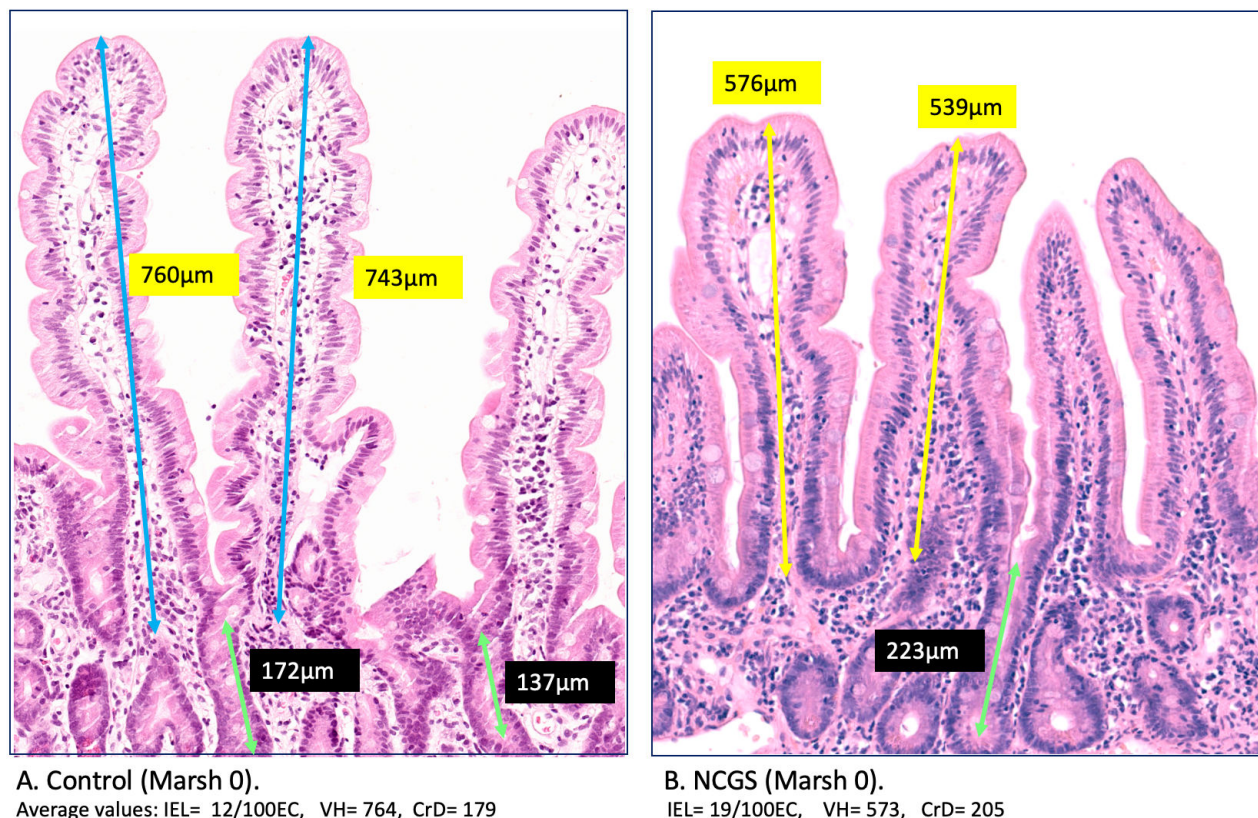 760µm
743µm
172µm
137µm
A. Control (Marsh 0).
Average values: IEL= 12/100EC, VH= 764, CrD= 179
576µm
539µm
223µm
B. NCGS (Marsh 0).
IEL= 19/100EC, VH= 573, CrD= 205